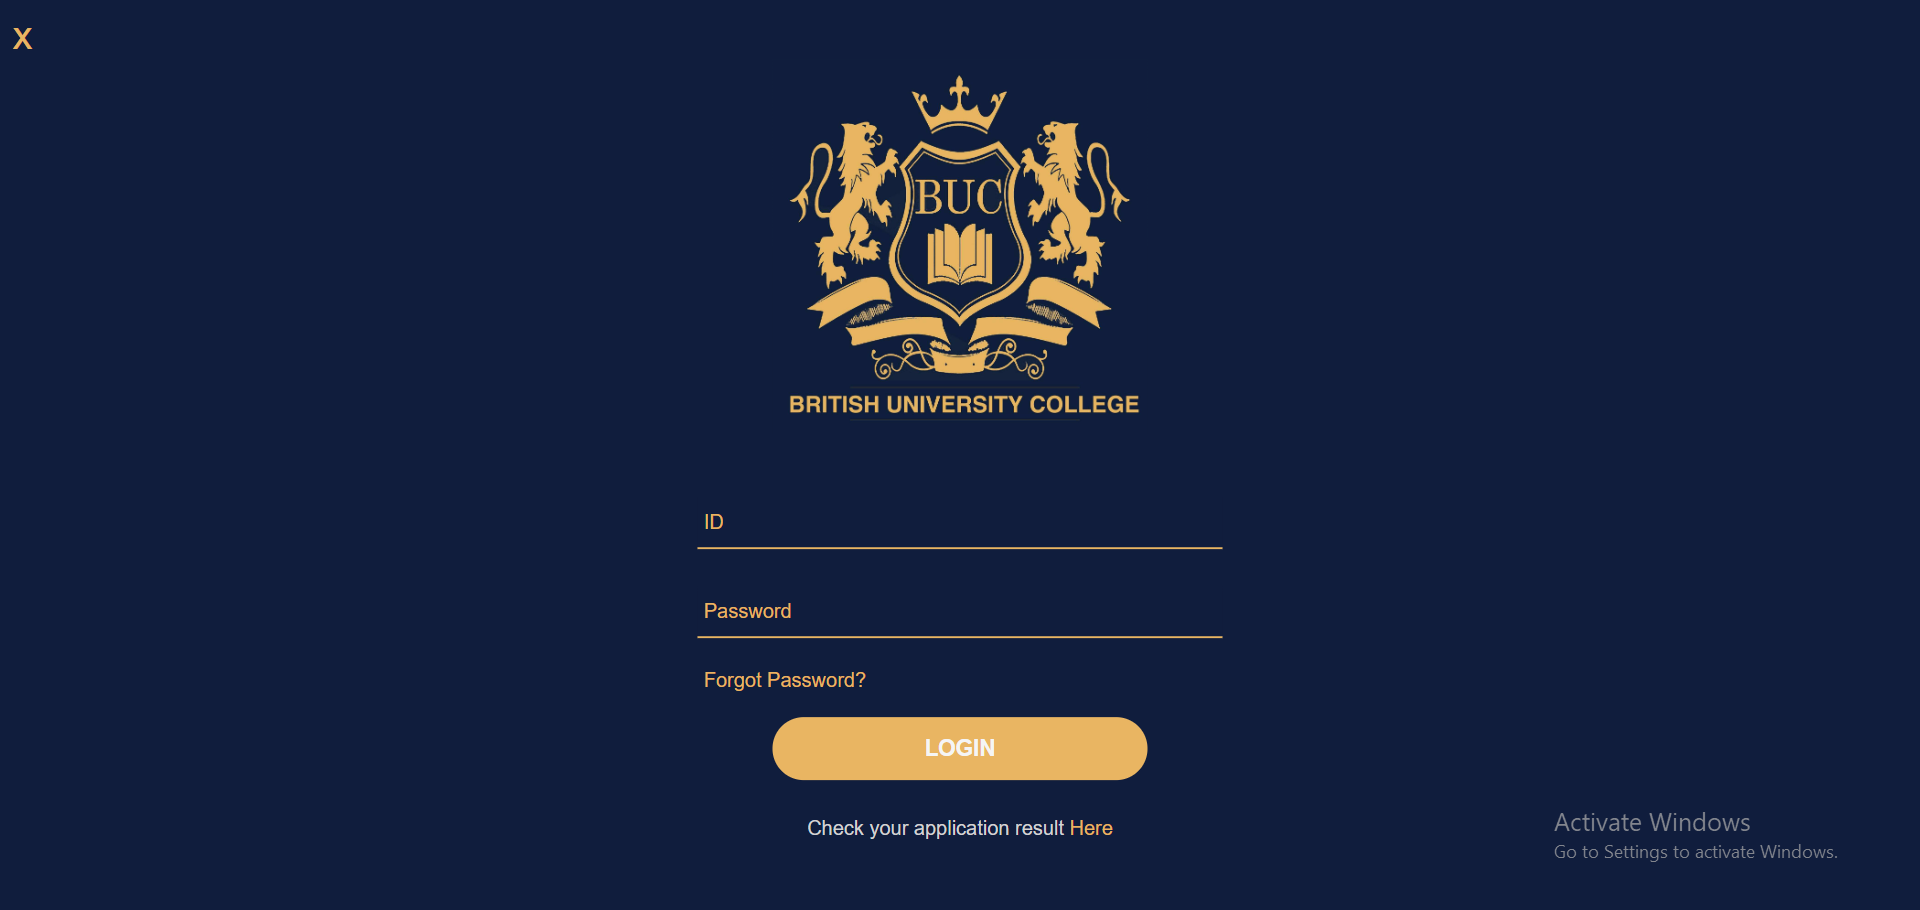 X
BUC
BRITISH UNIVERSITY COLLEGE
ID
Password
Forgot Password?
LOGIN
Check your application result Here
Activate Windows
Go to Settings to activate Windows.